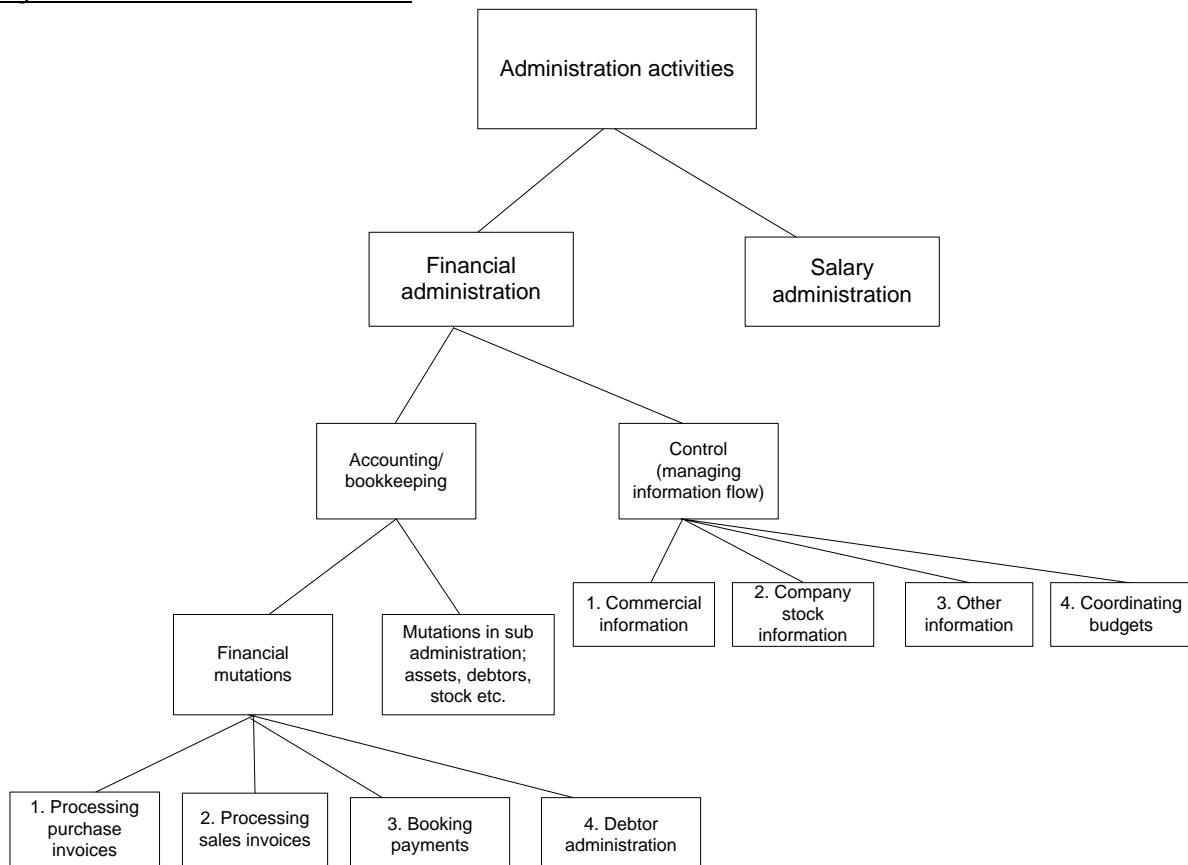 Administration activities
Financial
administration
Salary
administration
Accounting/
bookkeeping
Control
(managing
information flow)
1. Commercial
information
2. Company
stock
information
3. Other
information
4. Coordinating
budgets
Financial
mutations
Mutations in sub
administration;
assets, debtors,
stock etc.
1. Processing
purchase
invoices
2. Processing
sales invoices
3. Booking
payments
4. Debtor
administration